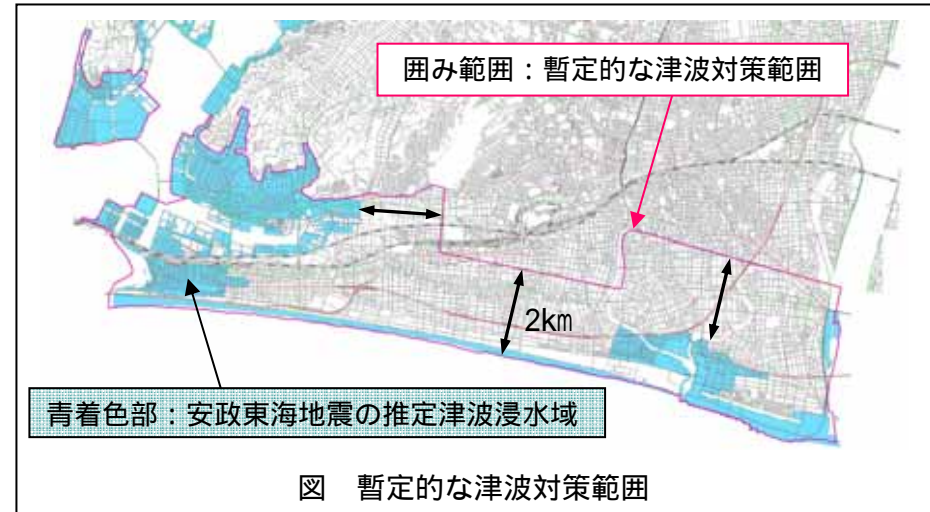 囲み範囲：暫定的な津波対策範囲
2km
青着色部：安政東海地震の推定津波浸水域
図　暫定的な津波対策範囲